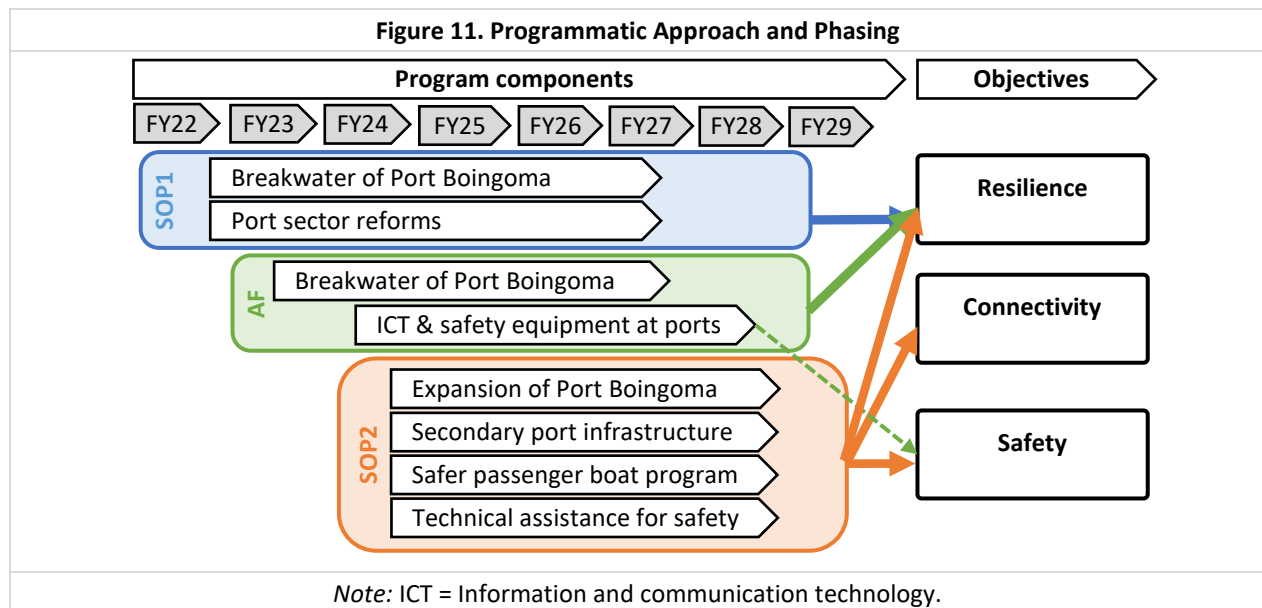 Figure 11. Programmatic Approach and Phasing
Program components
Objectives
FY22
FY23
FY24
FY25
FY26
FY27
FY28
FY29
SOP1
Breakwater of Port Boingoma
Port sector reforms
Resilience
AF
Breakwater of Port Boingoma
ICT & safety equipment at ports
Connectivity
SOP2
Expansion of Port Boingoma
Secondary port infrastructure
Safer passenger boat program
Technical assistance for safety
Safety
Note: ICT = Information and communication technology.